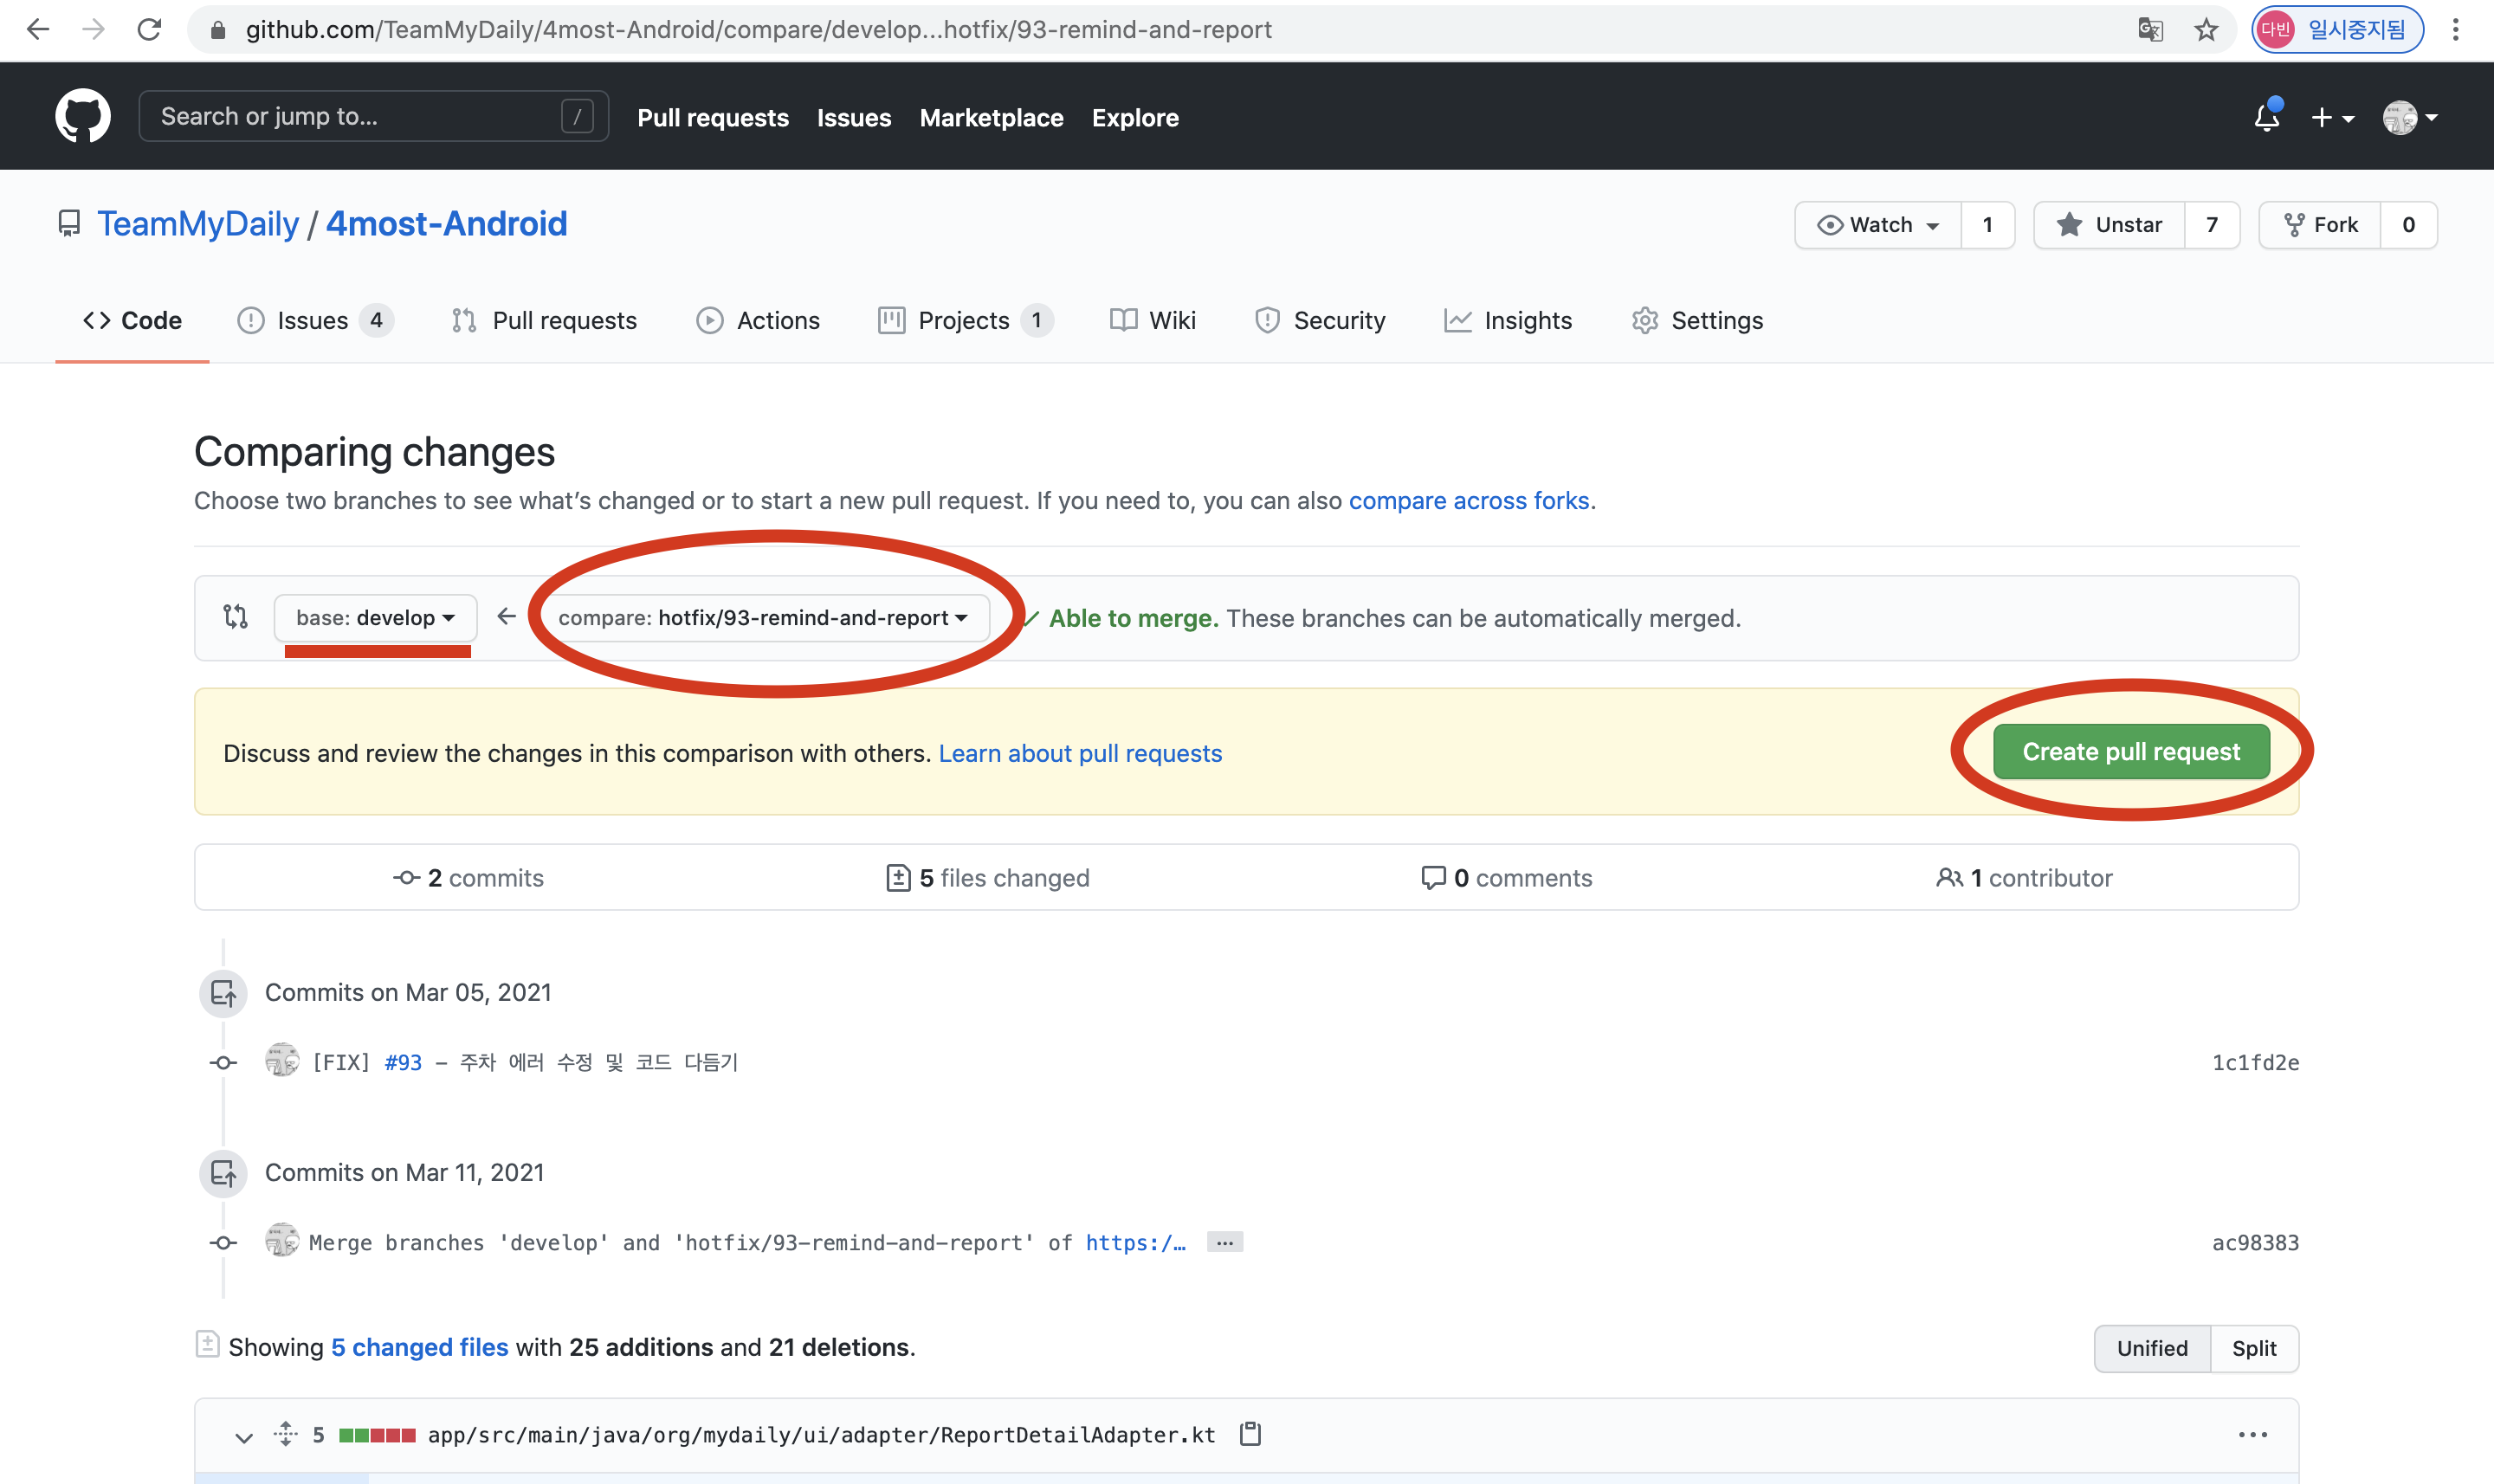 github.com/TeamMyDaily/4most-Android/compare/develop...hotfix/93-remind-and-report
다빈 일시중지됨
Search or jump to... /
Pull requests Issues Marketplace Explore
TeamMyDaily / 4most-Android
Watch 1 Unstar 7 Fork 0
Code Issues 4 Pull requests Actions Projects 1 Wiki Security Insights Settings
Comparing changes
Choose two branches to see what’s changed or to start a new pull request. If you need to, you can also compare across forks.
base: develop compare: hotfix/93-remind-and-report Able to merge. These branches can be automatically merged.
Discuss and review the changes in this comparison with others. Learn about pull requests
Create pull request
2 commits 5 files changed 0 comments 1 contributor
Commits on Mar 05, 2021
[FIX] #93 – 주차 에러 수정 및 코드 다듬기 1c1fd2e
Commits on Mar 11, 2021
Merge branches 'develop' and 'hotfix/93-remind-and-report' of https:/… … ac98383
Showing 5 changed files with 25 additions and 21 deletions.
Unified Split
5 app/src/main/java/org/mydaily/ui/adapter/ReportDetailAdapter.kt